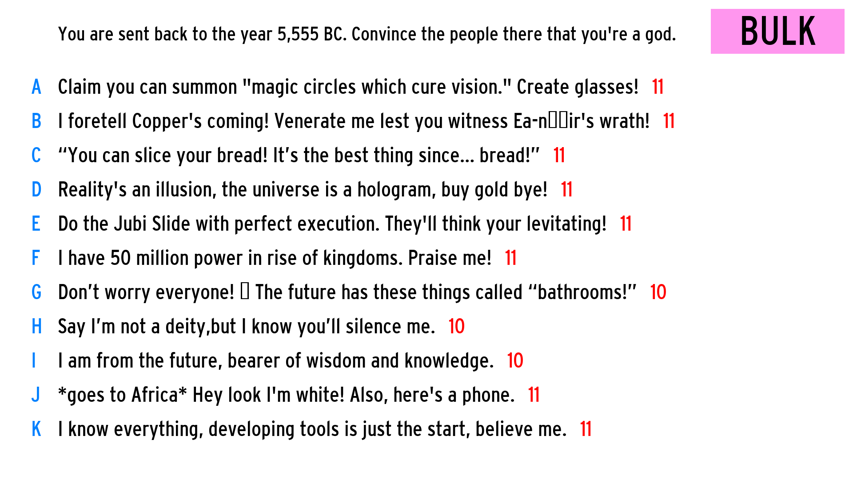 You are sent back to the year 5,555 BC. Convince the people there that you're a god.
BULK
A Claim you can summon "magic circles which cure vision." Create glasses! 11
B I foretell Copper's coming! Venerate me lest you witness Ea-n▯▯ir's wrath! 11
C “You can slice your bread! It’s the best thing since... bread!” 11
D Reality's an illusion, the universe is a hologram, buy gold bye! 11
E Do the Jubi Slide with perfect execution. They'll think your levitating! 11
F I have 50 million power in rise of kingdoms. Praise me! 11
G Don’t worry everyone! ▯ The future has these things called “bathrooms!” 10
H Say I’m not a deity,but I know you’ll silence me. 10
I I am from the future, bearer of wisdom and knowledge. 10
J *goes to Africa* Hey look I'm white! Also, here's a phone. 11
K I know everything, developing tools is just the start, believe me. 11